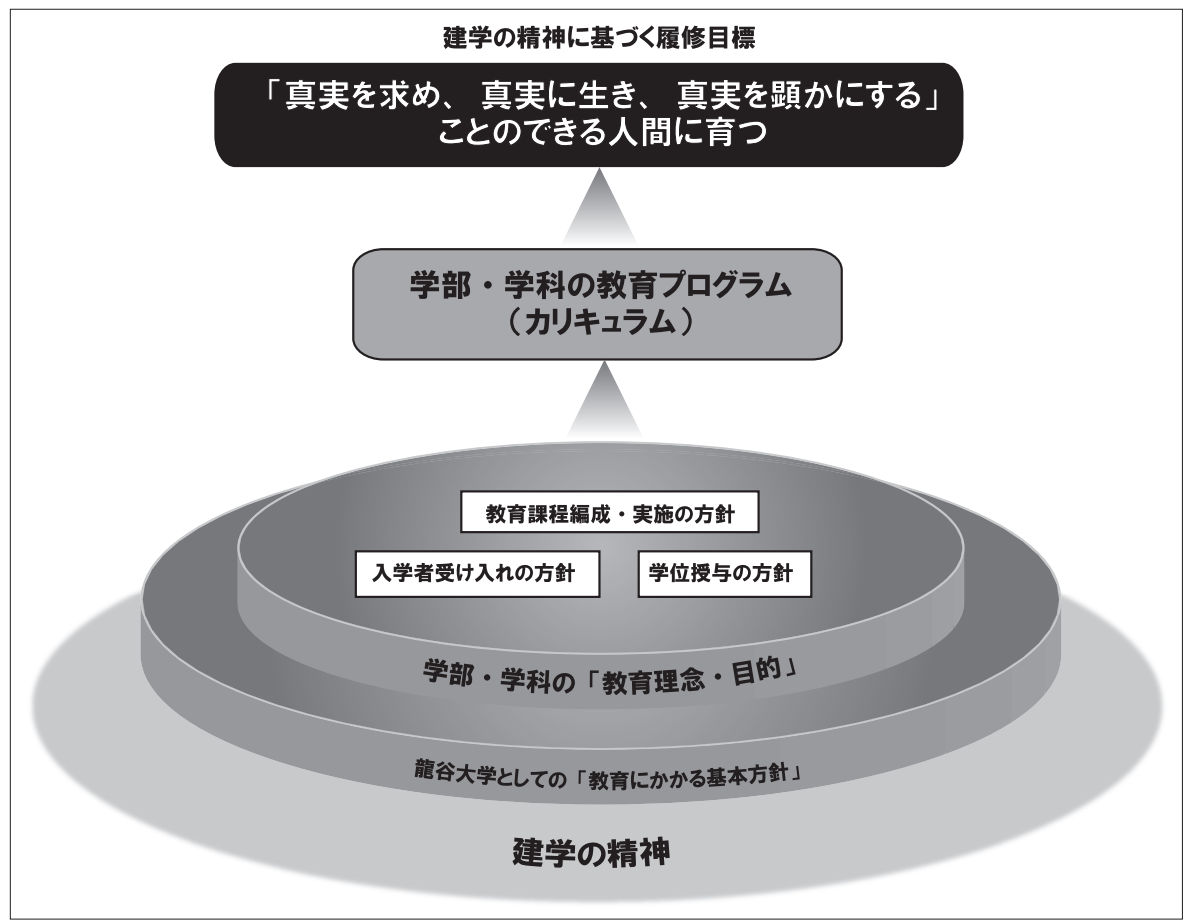 建学の精神に基づく履修目標
「真実を求め、真実に生き、真実を顕かにする」
ことのできる人間に育つ
学部・学科の教育プログラム
（カリキュラム）
教育課程編成・実施の方針
入学者受け入れの方針
学位授与の方針
学部・学科の「教育理念・目的」
龍谷大学としての「教育にかかる基本方針」
建学の精神